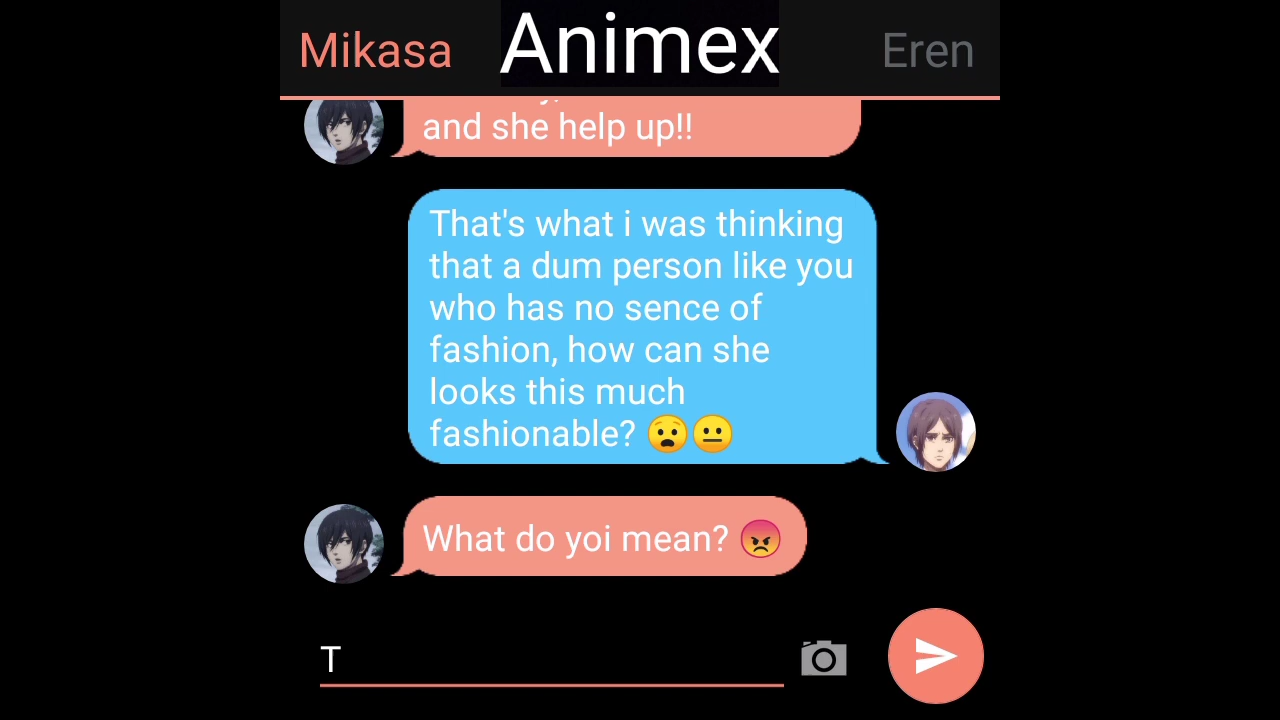 Mikasa Animex Eren
and she help up!!
That's what i was thinking
that a dum person like you
who has no sence of
fashion, how can she
looks this much
fashionable? 😧😐
What do yoi mean? 😡
T